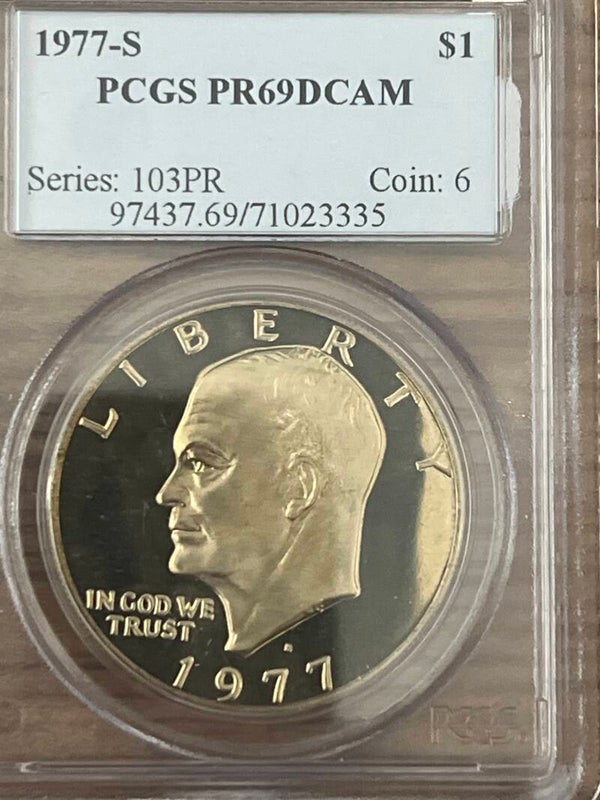 1977-S $1
PCGS PR69DCAM
Series: 103PR Coin: 6
97437.69/71023335
LIBERTY
IN GOD WE
TRUST
1977
PCGS